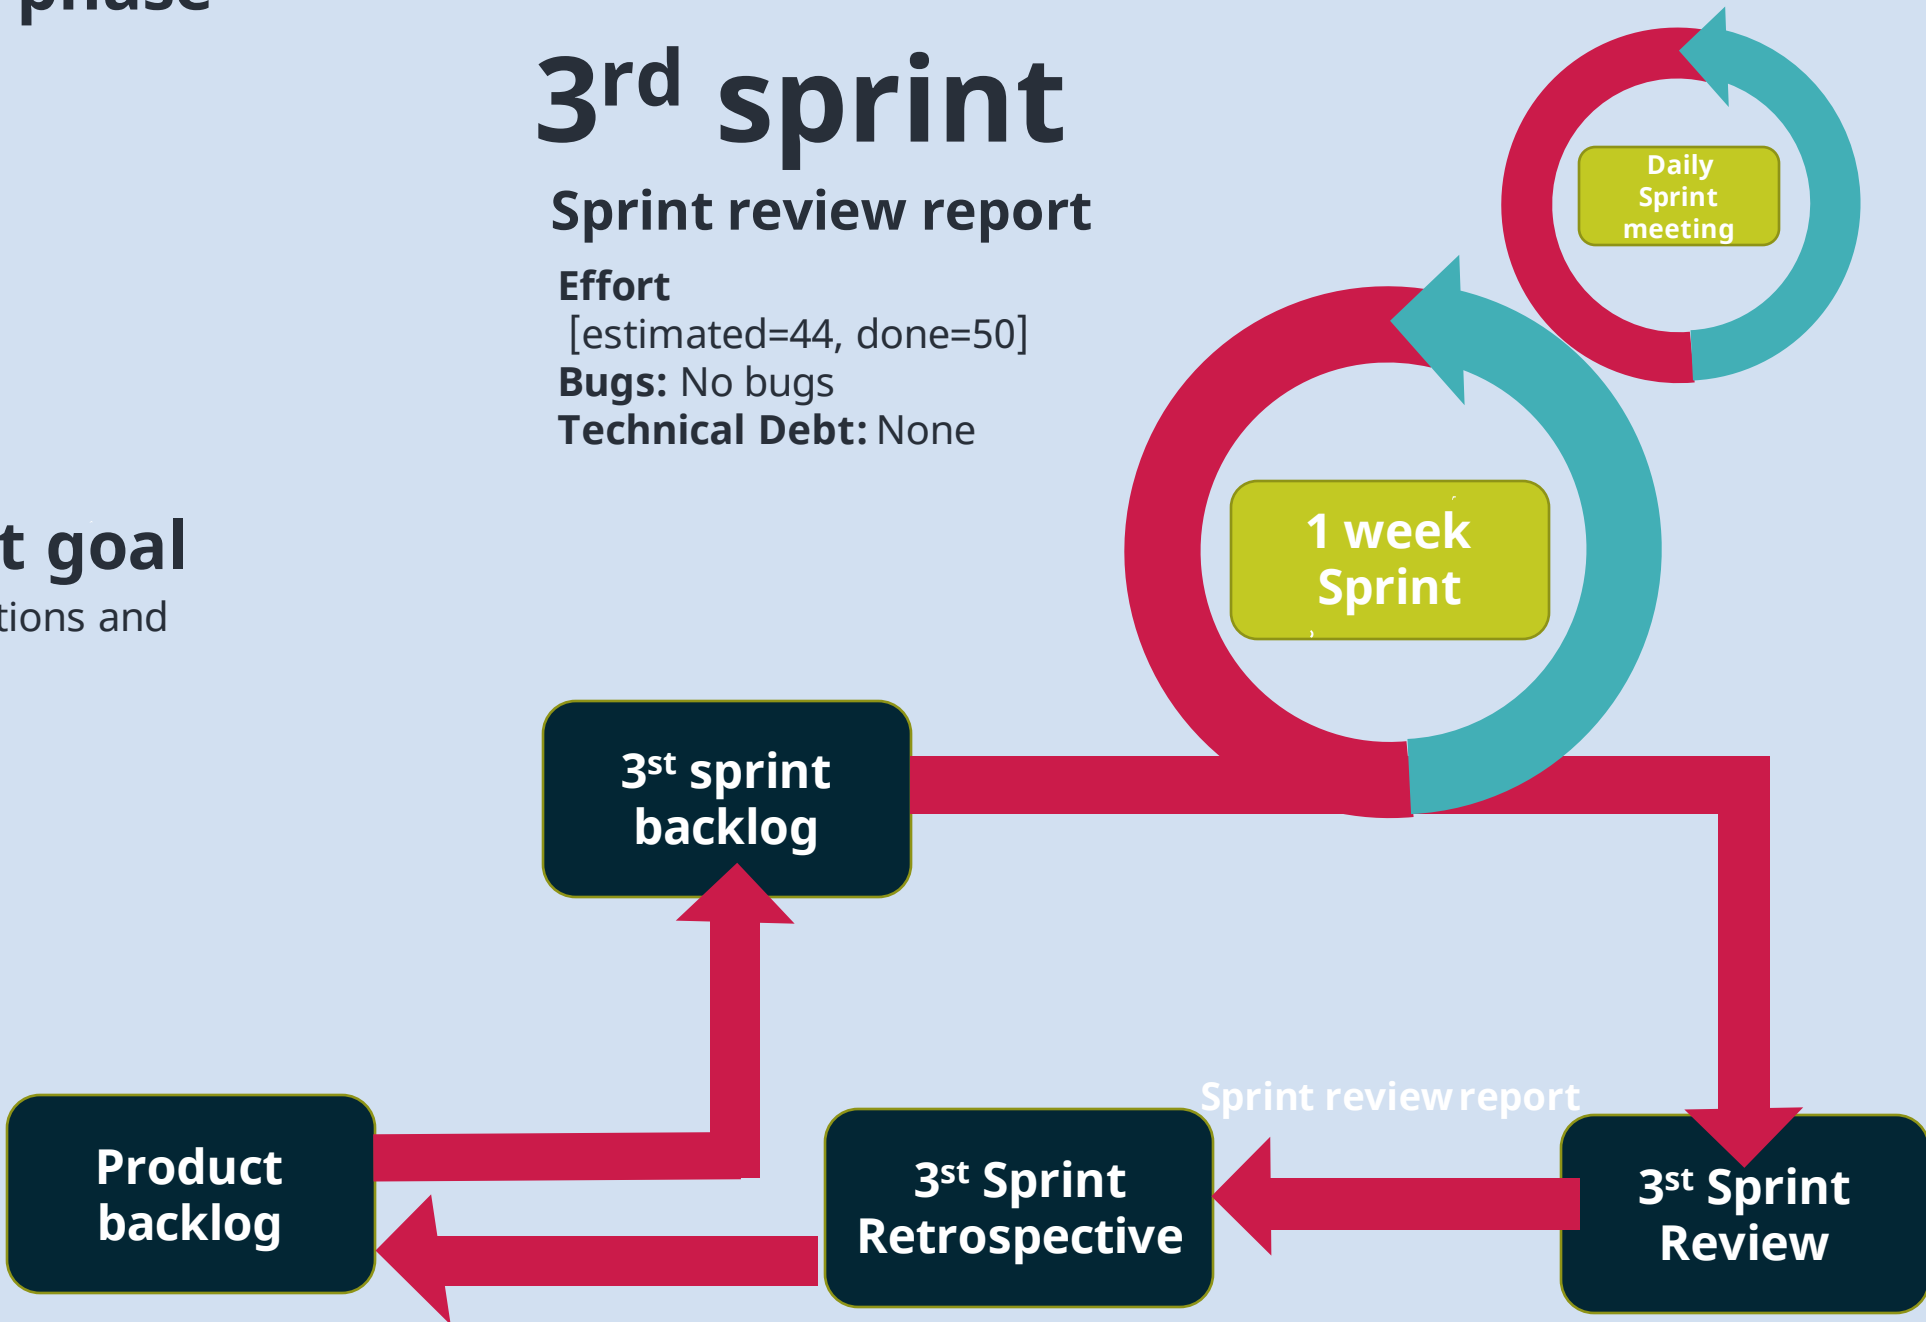 phase
3rd sprint
Sprint review report
Effort
[estimated=44, done=50]
Bugs: No bugs
Technical Debt: None
Daily
Sprint
meeting
1 week
Sprint
t goal
tions and
3st sprint
backlog
Sprint review report
Product
backlog
3st Sprint
Retrospective
3st Sprint
Review